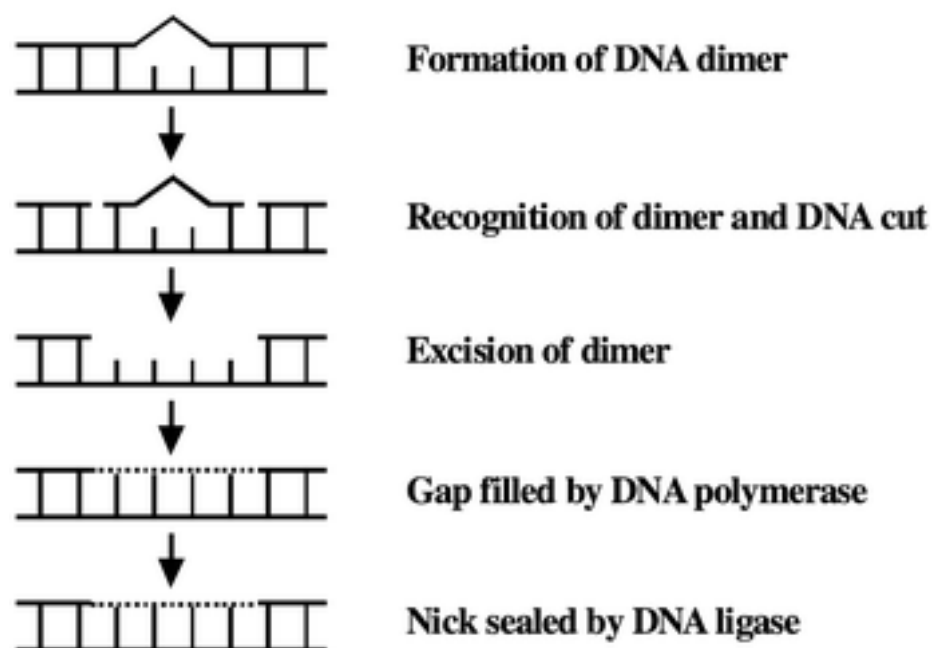 Formation of DNA dimer
Recognition of dimer and DNA cut
Excision of dimer
Gap filled by DNA polymerase
Nick sealed by DNA ligase